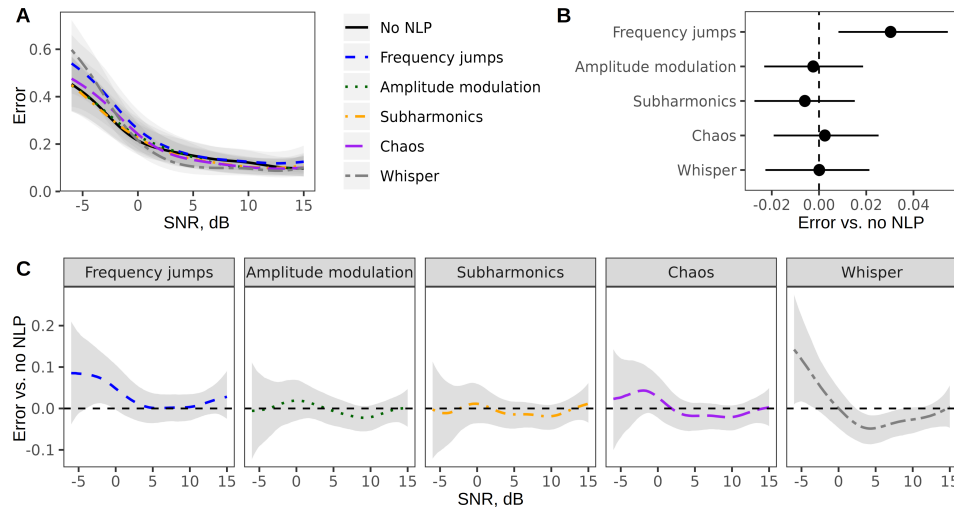 A
Error
0.6
0.4
0.2
0.0
-5 0 5 10 15
SNR, dB
No NLP
Frequency jumps
Amplitude modulation
Subharmonics
Chaos
Whisper
B
Frequency jumps
Amplitude modulation
Subharmonics
Chaos
Whisper
-0.02 0.00 0.02 0.04
Error vs. no NLP
C
Frequency jumps Amplitude modulation Subharmonics Chaos Whisper
Error vs. no NLP
0.2
0.1
0.0
-0.1
-5 0 5 10 15 -5 0 5 10 15 -5 0 5 10 15 -5 0 5 10 15 -5 0 5 10 15
SNR, dB